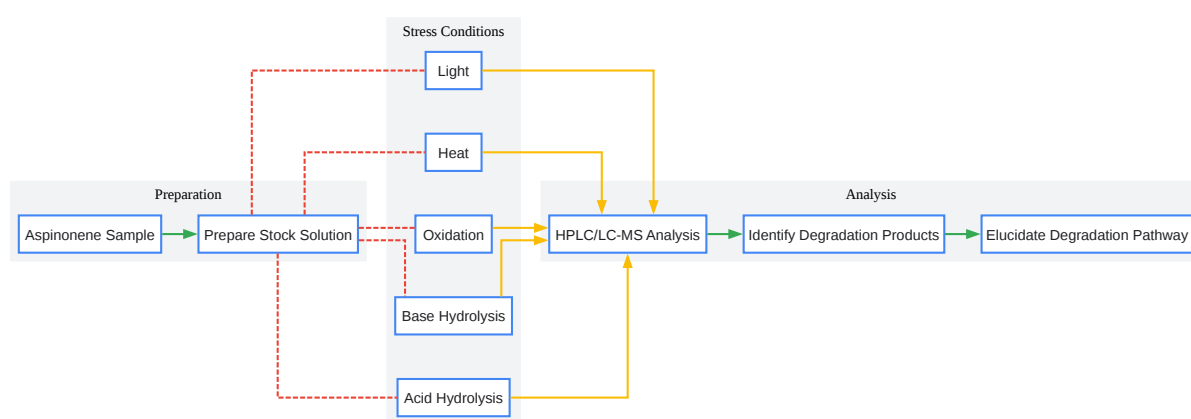 Stress Conditions
Light
Heat
Preparation
Analysis
Aspinonene Sample
Prepare Stock Solution
Oxidation
HPLC/LC-MS Analysis
Identify Degradation Products
Elucidate Degradation Pathway
Base Hydrolysis
Acid Hydrolysis